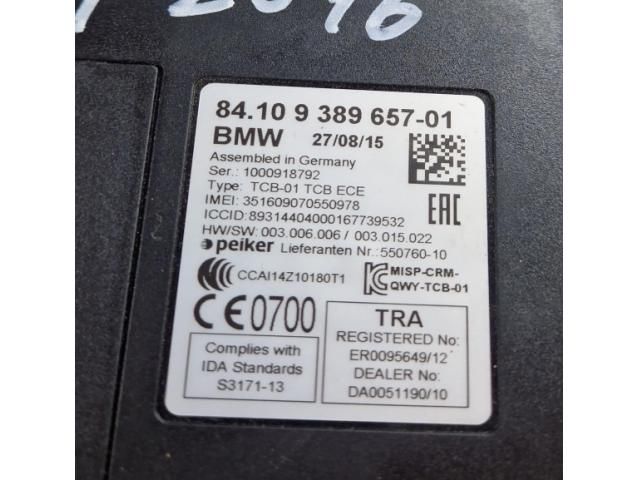 2016
84.10 9 389 657-01
BMW 27/08/15
Assembled in Germany
Ser.: 1000918792
Type: TCB-01 TCB ECE
IMEI: 351609070550978
ICCID:89314404000167739532
HW/SW: 003.006.006 / 003.015.022
peiker Lieferanten Nr.:550760-10
EAC
CCAI14Z10180T1
MISP-CRM-
QWY-TCB-01
CE0700
Complies with
IDA Standards
S3171-13
TRA
REGISTERED No:
ER0095649/12
DEALER No:
DA0051190/10